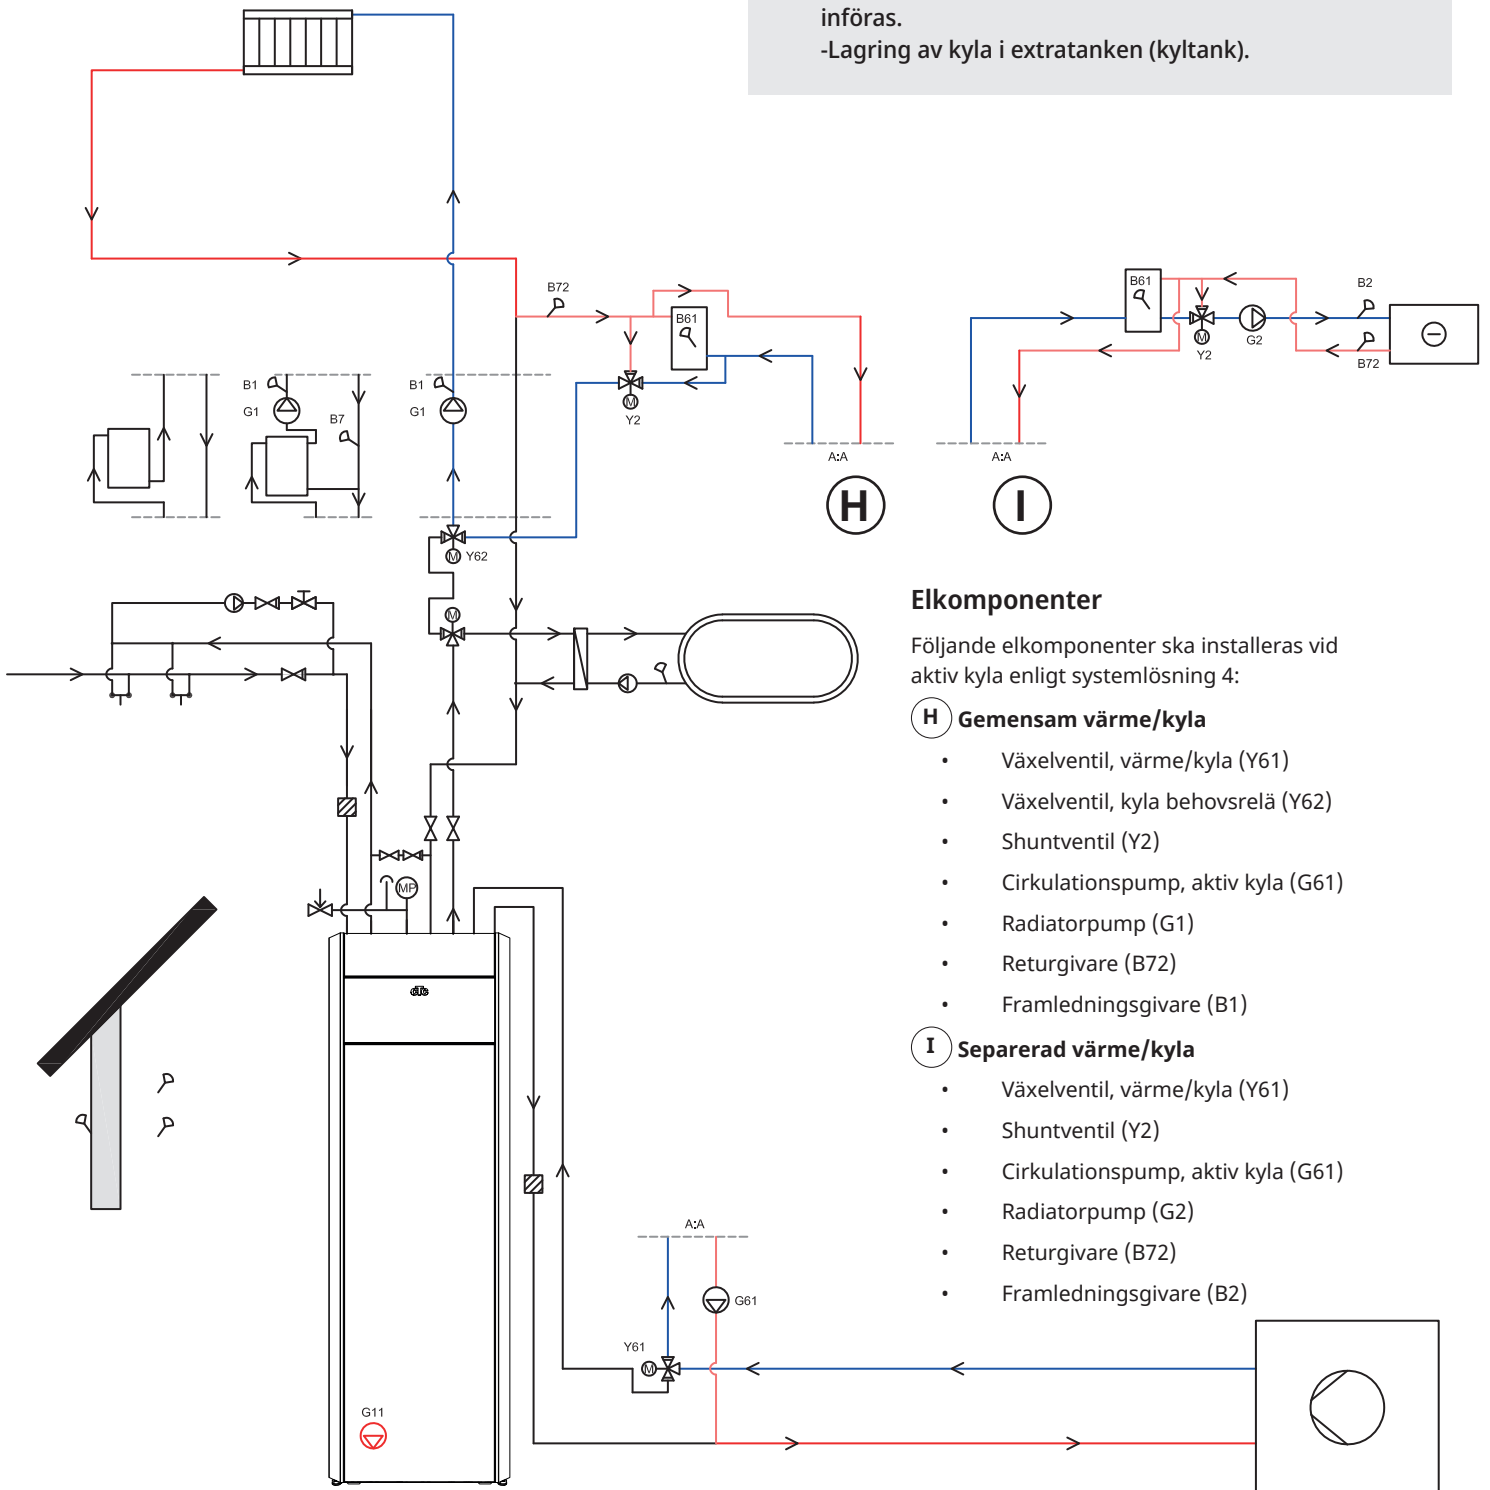 införas.
-Lagring av kyla i extratanken (kyltank).
B72
B61
Y2
A:A
H
B61
B2
Y2
G2
B72
A:A
I
B1
G1
B7
B1
G1
M
M
M
Y62
M
Elkomponenter
Följande elkomponenter ska installeras vid
aktiv kyla enligt systemlösning 4:
H Gemensam värme/kyla
• Växelventil, värme/kyla (Y61)
• Växelventil, kyla behovsrelä (Y62)
• Shuntventil (Y2)
• Cirkulationspump, aktiv kyla (G61)
• Radiatorpump (G1)
• Returgivare (B72)
• Framledningsgivare (B1)
I Separerad värme/kyla
• Växelventil, värme/kyla (Y61)
• Shuntventil (Y2)
• Cirkulationspump, aktiv kyla (G61)
• Radiatorpump (G2)
• Returgivare (B72)
• Framledningsgivare (B2)
MP
CTC
A:A
G61
Y61
M
G11